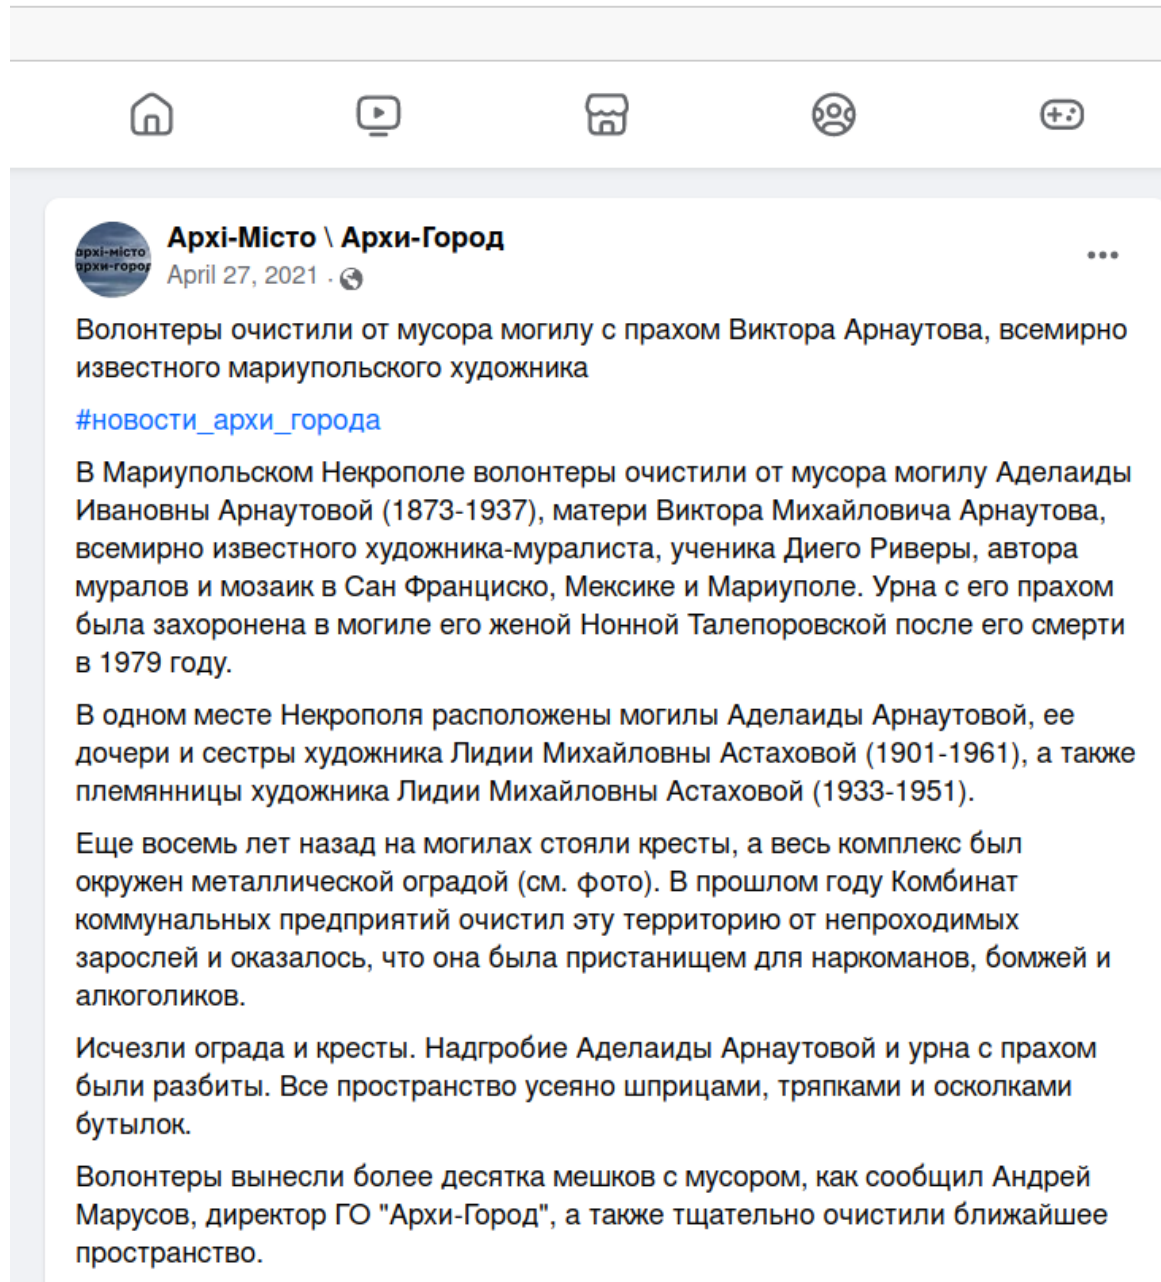 архі-місто
архи-город
Архі-Місто \ Архи-Город
April 27, 2021 ·
Волонтеры очистили от мусора могилу с прахом Виктора Арнаутова, всемирно
известного мариупольского художника
#новости_архи_города
В Мариупольском Некрополе волонтеры очистили от мусора могилу Аделаиды
Ивановны Арнаутовой (1873-1937), матери Виктора Михайловича Арнаутова,
всемирно известного художника-муралиста, ученика Диего Риверы, автора
муралов и мозаик в Сан Франциско, Мексике и Мариуполе. Урна с его прахом
была захоронена в могиле его женой Нонной Талепоровской после его смерти
в 1979 году.
В одном месте Некрополя расположены могилы Аделаиды Арнаутовой, ее
дочери и сестры художника Лидии Михайловны Астаховой (1901-1961), а также
племянницы художника Лидии Михайловны Астаховой (1933-1951).
Еще восемь лет назад на могилах стояли кресты, а весь комплекс был
окружен металлической оградой (см. фото). В прошлом году Комбинат
коммунальных предприятий очистил эту территорию от непроходимых
зарослей и оказалось, что она была пристанищем для наркоманов, бомжей и
алкоголиков.
Исчезли ограда и кресты. Надгробие Аделаиды Арнаутовой и урна с прахом
были разбиты. Все пространство усеяно шприцами, тряпками и осколками
бутылок.
Волонтеры вынесли более десятка мешков с мусором, как сообщил Андрей
Марусов, директор ГО "Архи-Город", а также тщательно очистили ближайшее
пространство.